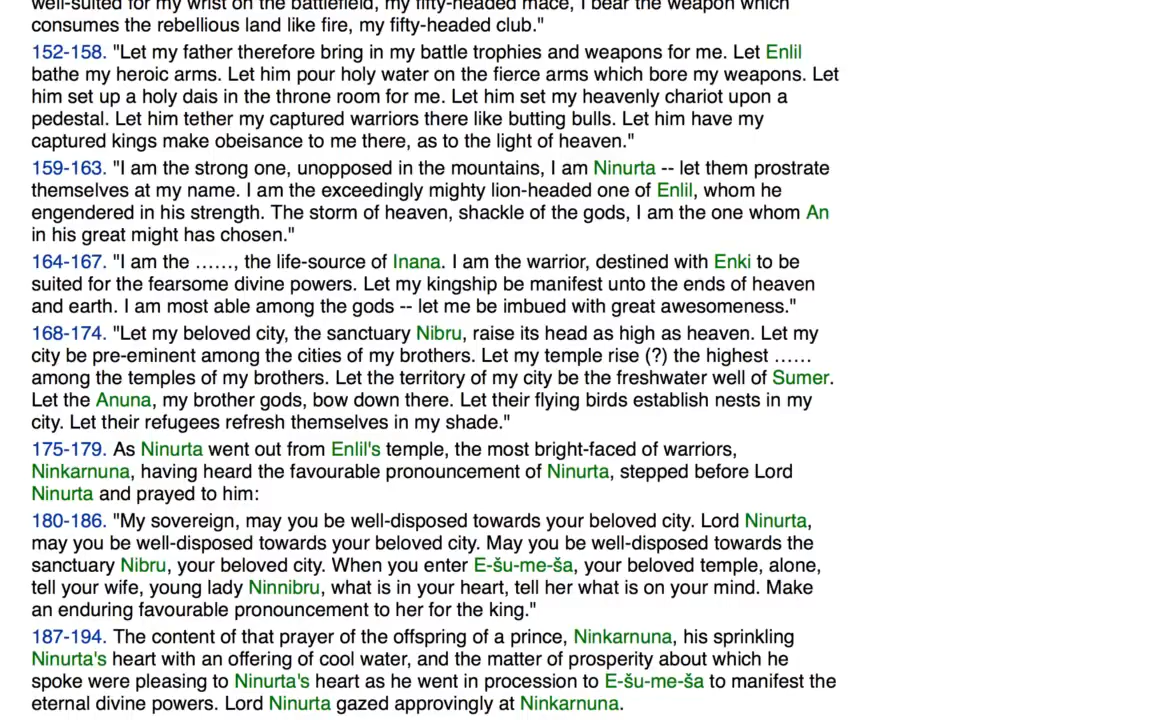 well-suited for my wrist on the battlefield, my fifty-headed mace, I bear the weapon which
consumes the rebellious land like fire, my fifty-headed club."
152-158. "Let my father therefore bring in my battle trophies and weapons for me. Let Enlil
bathe my heroic arms. Let him pour holy water on the fierce arms which bore my weapons. Let
him set up a holy dais in the throne room for me. Let him set my heavenly chariot upon a
pedestal. Let him tether my captured warriors there like butting bulls. Let him have my
captured kings make obeisance to me there, as to the light of heaven."
159-163. "I am the strong one, unopposed in the mountains, I am Ninurta -- let them prostrate
themselves at my name. I am the exceedingly mighty lion-headed one of Enlil, whom he
engendered in his strength. The storm of heaven, shackle of the gods, I am the one whom An
in his great might has chosen."
164-167. "I am the ......, the life-source of Inana. I am the warrior, destined with Enki to be
suited for the fearsome divine powers. Let my kingship be manifest unto the ends of heaven
and earth. I am most able among the gods -- let me be imbued with great awesomeness."
168-174. "Let my beloved city, the sanctuary Nibru, raise its head as high as heaven. Let my
city be pre-eminent among the cities of my brothers. Let my temple rise (?) the highest ......
among the temples of my brothers. Let the territory of my city be the freshwater well of Sumer.
Let the Anuna, my brother gods, bow down there. Let their flying birds establish nests in my
city. Let their refugees refresh themselves in my shade."
175-179. As Ninurta went out from Enlil's temple, the most bright-faced of warriors,
Ninkarnuna, having heard the favourable pronouncement of Ninurta, stepped before Lord
Ninurta and prayed to him:
180-186. "My sovereign, may you be well-disposed towards your beloved city. Lord Ninurta,
may you be well-disposed towards your beloved city. May you be well-disposed towards the
sanctuary Nibru, your beloved city. When you enter E-šu-me-ša, your beloved temple, alone,
tell your wife, young lady Ninnibru, what is in your heart, tell her what is on your mind. Make
an enduring favourable pronouncement to her for the king."
187-194. The content of that prayer of the offspring of a prince, Ninkarnuna, his sprinkling
Ninurta's heart with an offering of cool water, and the matter of prosperity about which he
spoke were pleasing to Ninurta's heart as he went in procession to E-šu-me-ša to manifest the
eternal divine powers. Lord Ninurta gazed approvingly at Ninkarnuna.